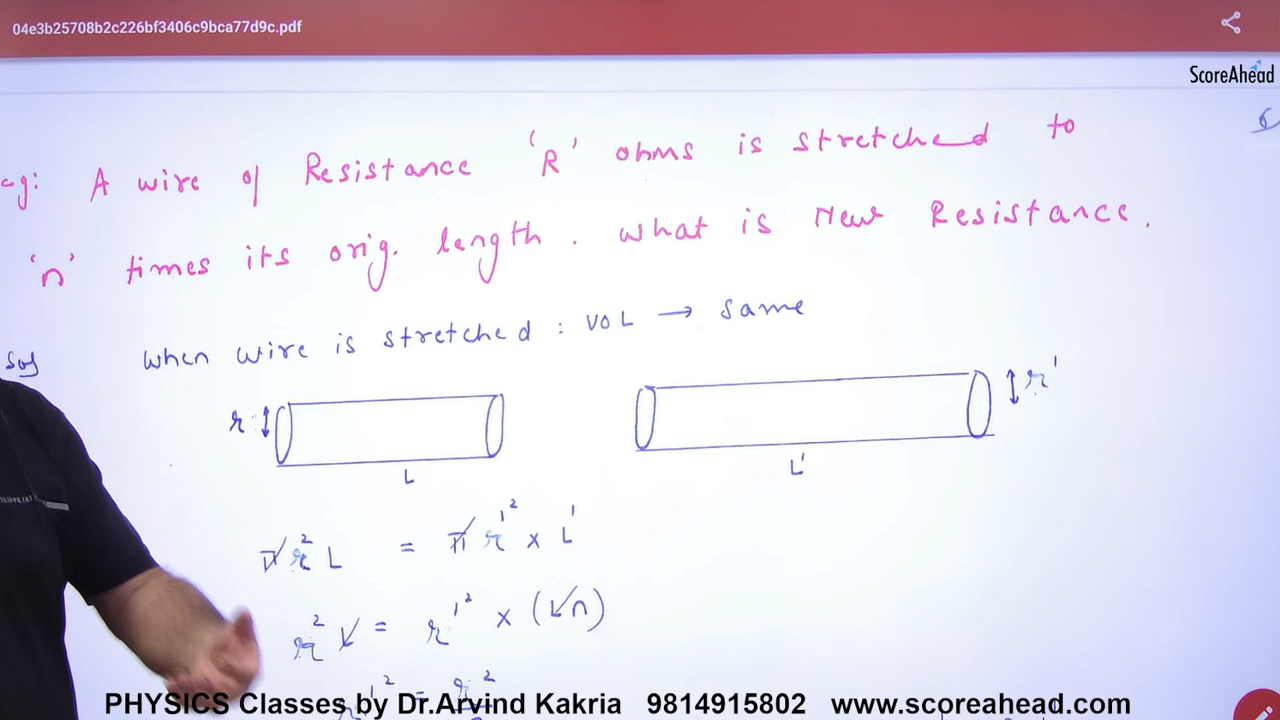 04e3b25708b2c226bf3406c9bca77d9c.pdf
ScoreAhead
eg: A wire of Resistance 'R' ohms is stretched to
'n' times its orig. length. what is New Resistance.
Sol when wire is stretched : VOL → same
r r'
L L'
πr²L = πr'² × L'
r²L = r'² × (Ln)
r'² = r²
PHYSICS Classes by Dr.Arvind Kakria 9814915802 www.scoreahead.com